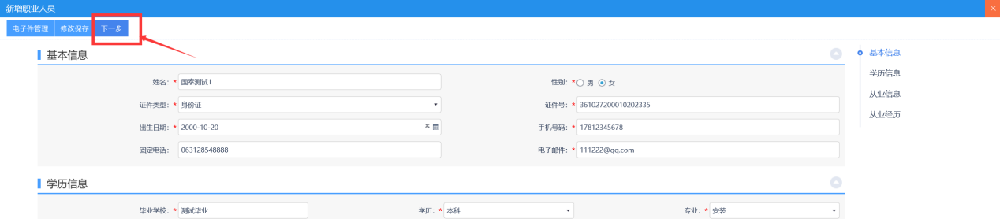 新增职业人员
电子件管理 修改保存 下一步
基本信息
姓名: * 国泰测试1 性别: * 男 女
证件类型: * 身份证 证件号: * 361027200010202335
出生日期: * 2000-10-20 手机号码: * 17812345678
固定电话: 063128548888 电子邮件: * 111222@qq.com
学历信息
毕业学校: * 测试毕业 学历: * 本科 专业: * 安装
基本信息
学历信息
从业信息
从业经历